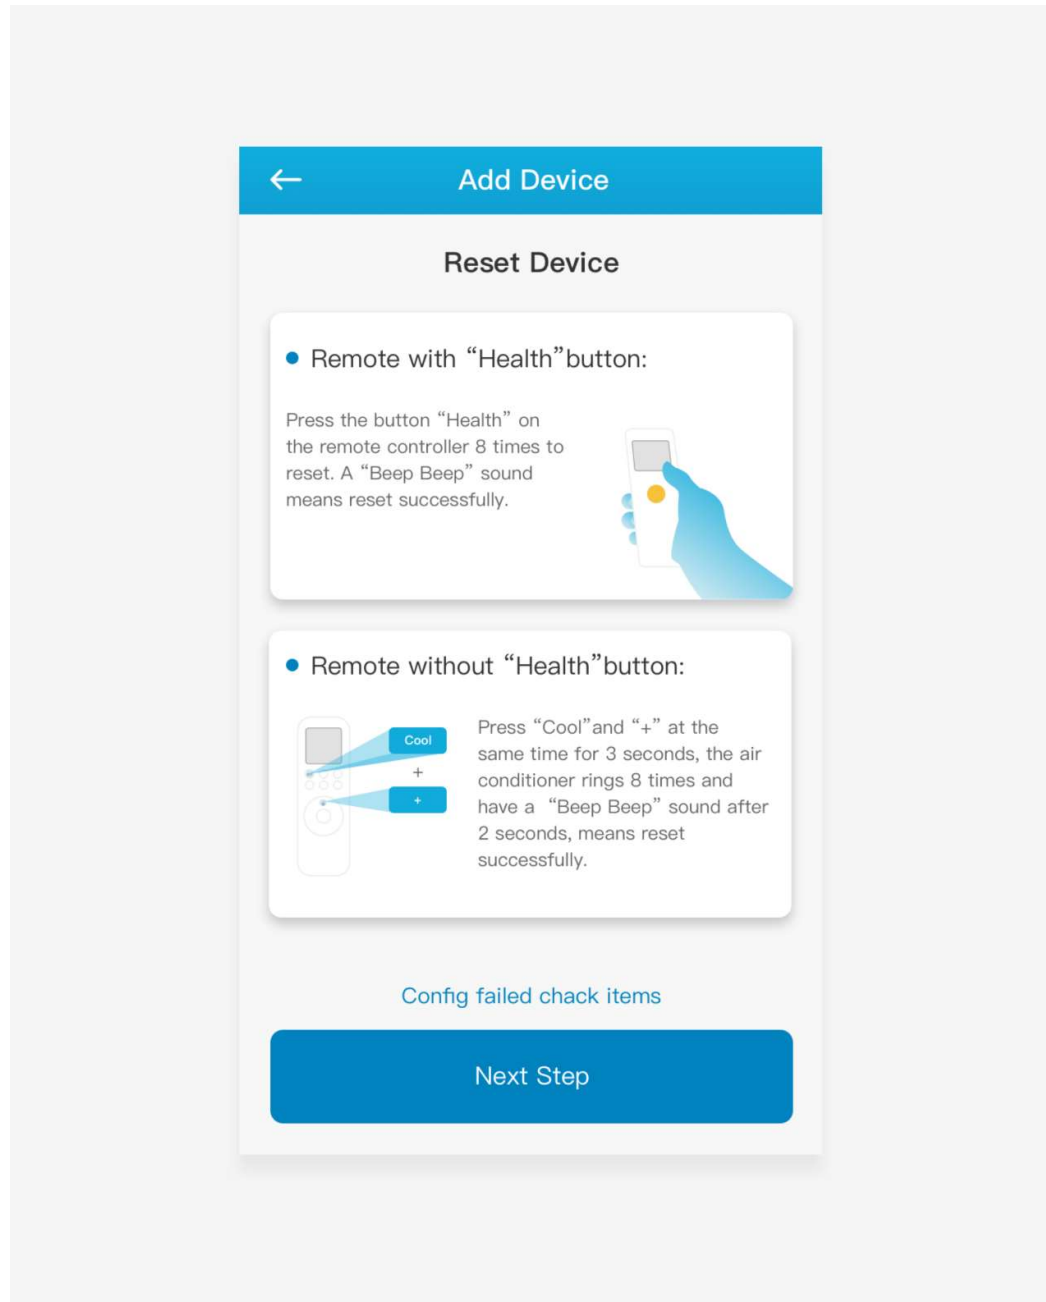 Add Device
Reset Device
Remote with “Health”button:
Press the button “Health” on
the remote controller 8 times to
reset. A “Beep Beep” sound
means reset successfully.
Remote without “Health”button:
Cool
+
+
Press “Cool”and “+” at the
same time for 3 seconds, the air
conditioner rings 8 times and
have a “Beep Beep” sound after
2 seconds, means reset
successfully.
Config failed chack items
Next Step